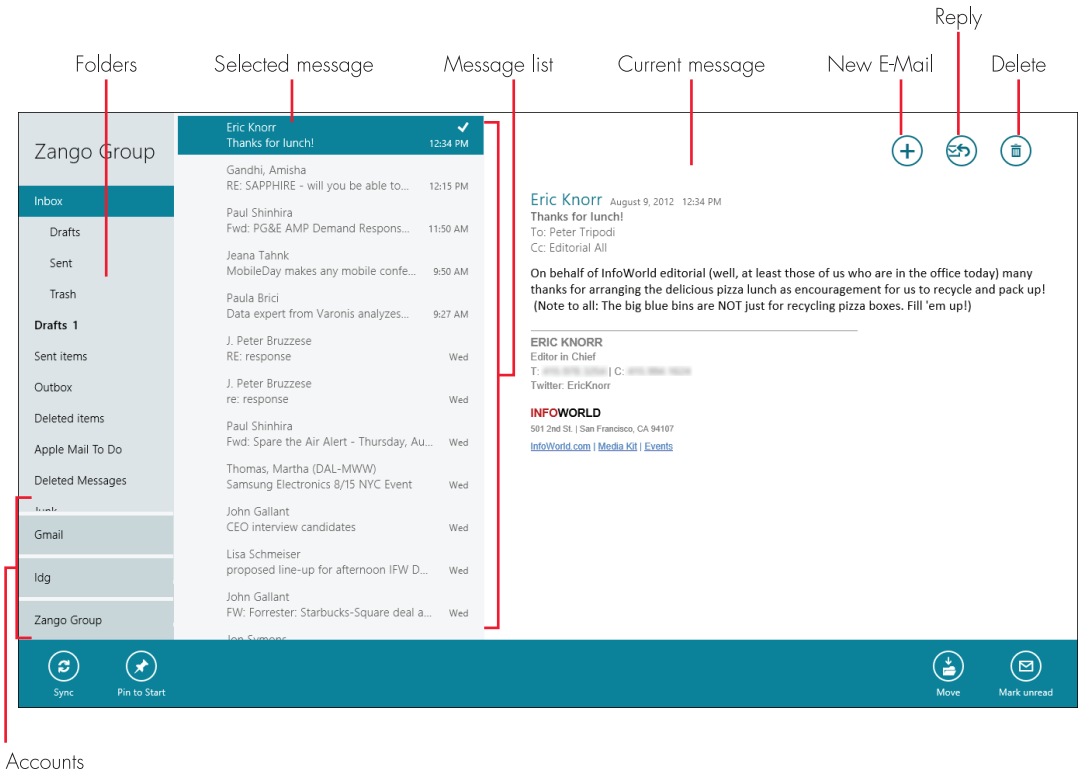 Reply
Folders
Selected message
Message list
Current message
New E-Mail
Delete
Zango Group
Inbox
Drafts
Sent
Trash
Drafts 1
Sent items
Outbox
Deleted items
Apple Mail To Do
Deleted Messages
Junk
Gmail
Idg
Zango Group
Eric Knorr
Thanks for lunch! 12:34 PM
Gandhi, Amisha
RE: SAPPHIRE - will you be able to... 12:15 PM
Paul Shinhira
Fwd: PG&E AMP Demand Respons... 11:50 AM
Jeana Tahnk
MobileDay makes any mobile confe... 9:50 AM
Paula Brici
Data expert from Varonis analyzes... 9:27 AM
J. Peter Bruzzese
RE: response Wed
J. Peter Bruzzese
re: response Wed
Paul Shinhira
Fwd: Spare the Air Alert - Thursday, Au... Wed
Thomas, Martha (DAL-MWW)
Samsung Electronics 8/15 NYC Event Wed
John Gallant
CEO interview candidates Wed
Lisa Schmeiser
proposed line-up for afternoon IFW D... Wed
John Gallant
FW: Forrester: Starbucks-Square deal a... Wed
Jon Symons
Eric Knorr August 9, 2012 12:34 PM
Thanks for lunch!
To: Peter Tripodi
Cc: Editorial All
On behalf of InfoWorld editorial (well, at least those of us who are in the office today) many
thanks for arranging the delicious pizza lunch as encouragement for us to recycle and pack up!
(Note to all: The big blue bins are NOT just for recycling pizza boxes. Fill 'em up!)
ERIC KNORR
Editor in Chief
T: | C:
Twitter: EricKnorr
INFOWORLD
501 2nd St. | San Francisco, CA 94107
InfoWorld.com | Media Kit | Events
Sync
Pin to Start
Move
Mark unread
Accounts